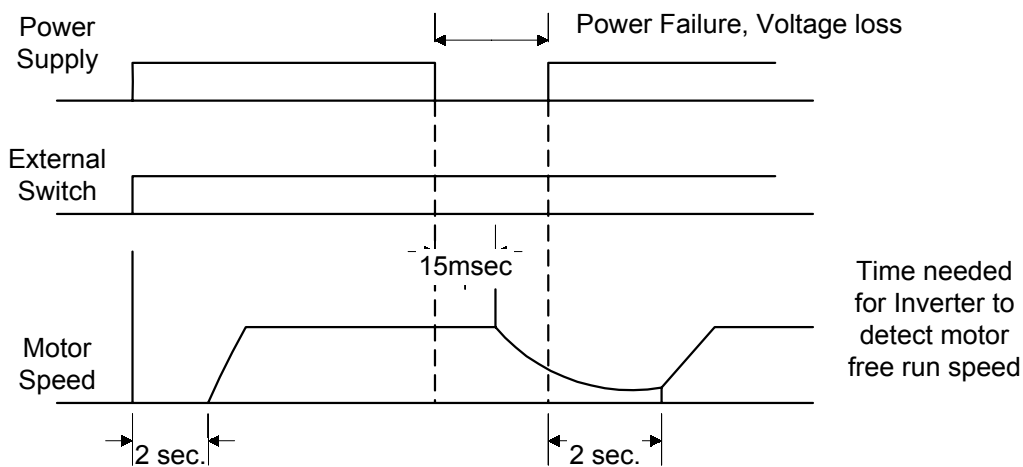 Power
Supply
Power Failure, Voltage loss
External
Switch
15msec
Time needed
for Inverter to
detect motor
free run speed
Motor
Speed
2 sec.
2 sec.